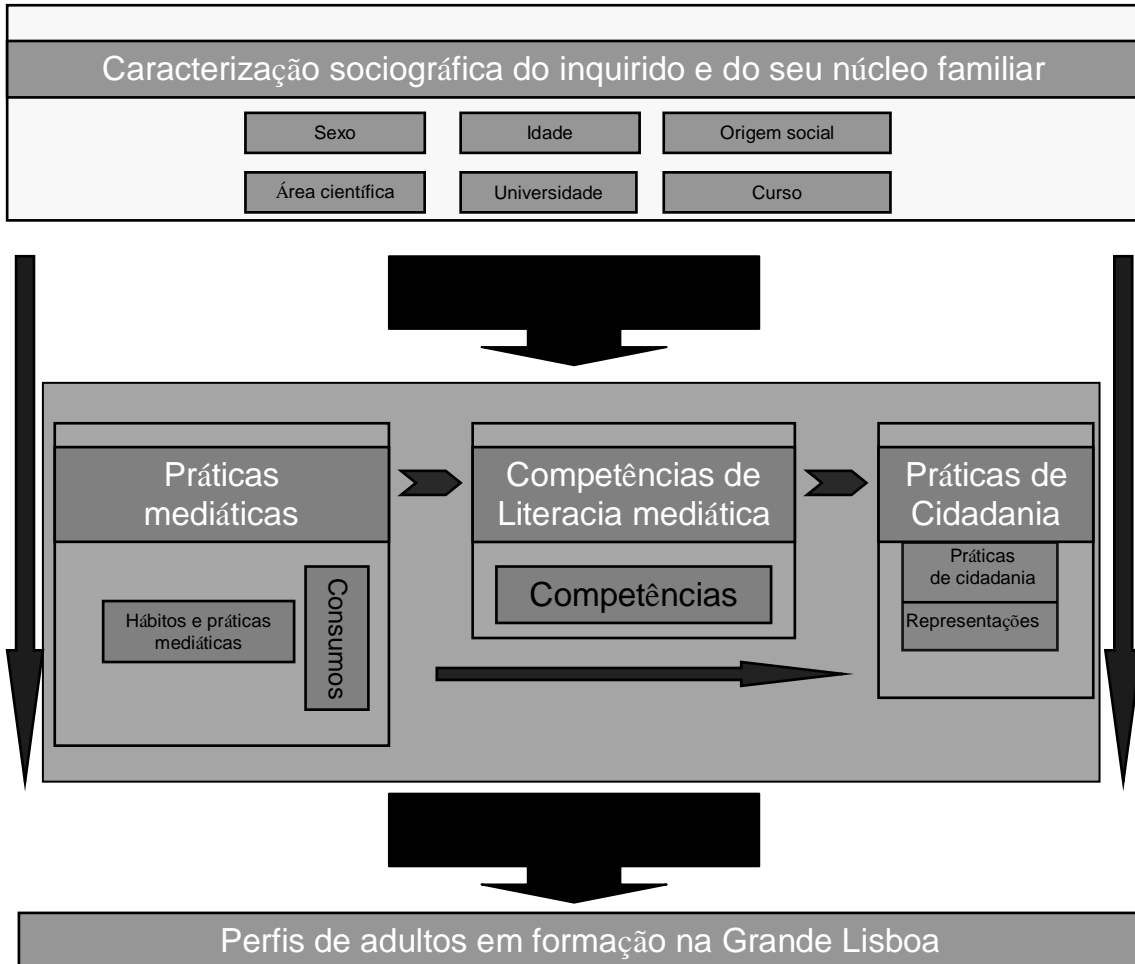 Caracterização sociográfica do inquirido e do seu núcleo familiar
Sexo
Idade
Origem social
Área científica
Universidade
Curso
Práticas
mediáticas
Competências de
Literacia mediática
Práticas de
Cidadania
Hábitos e práticas
mediáticas
Consumos
Competências
Práticas
de cidadania
Representações
Perfis de adultos em formação na Grande Lisboa